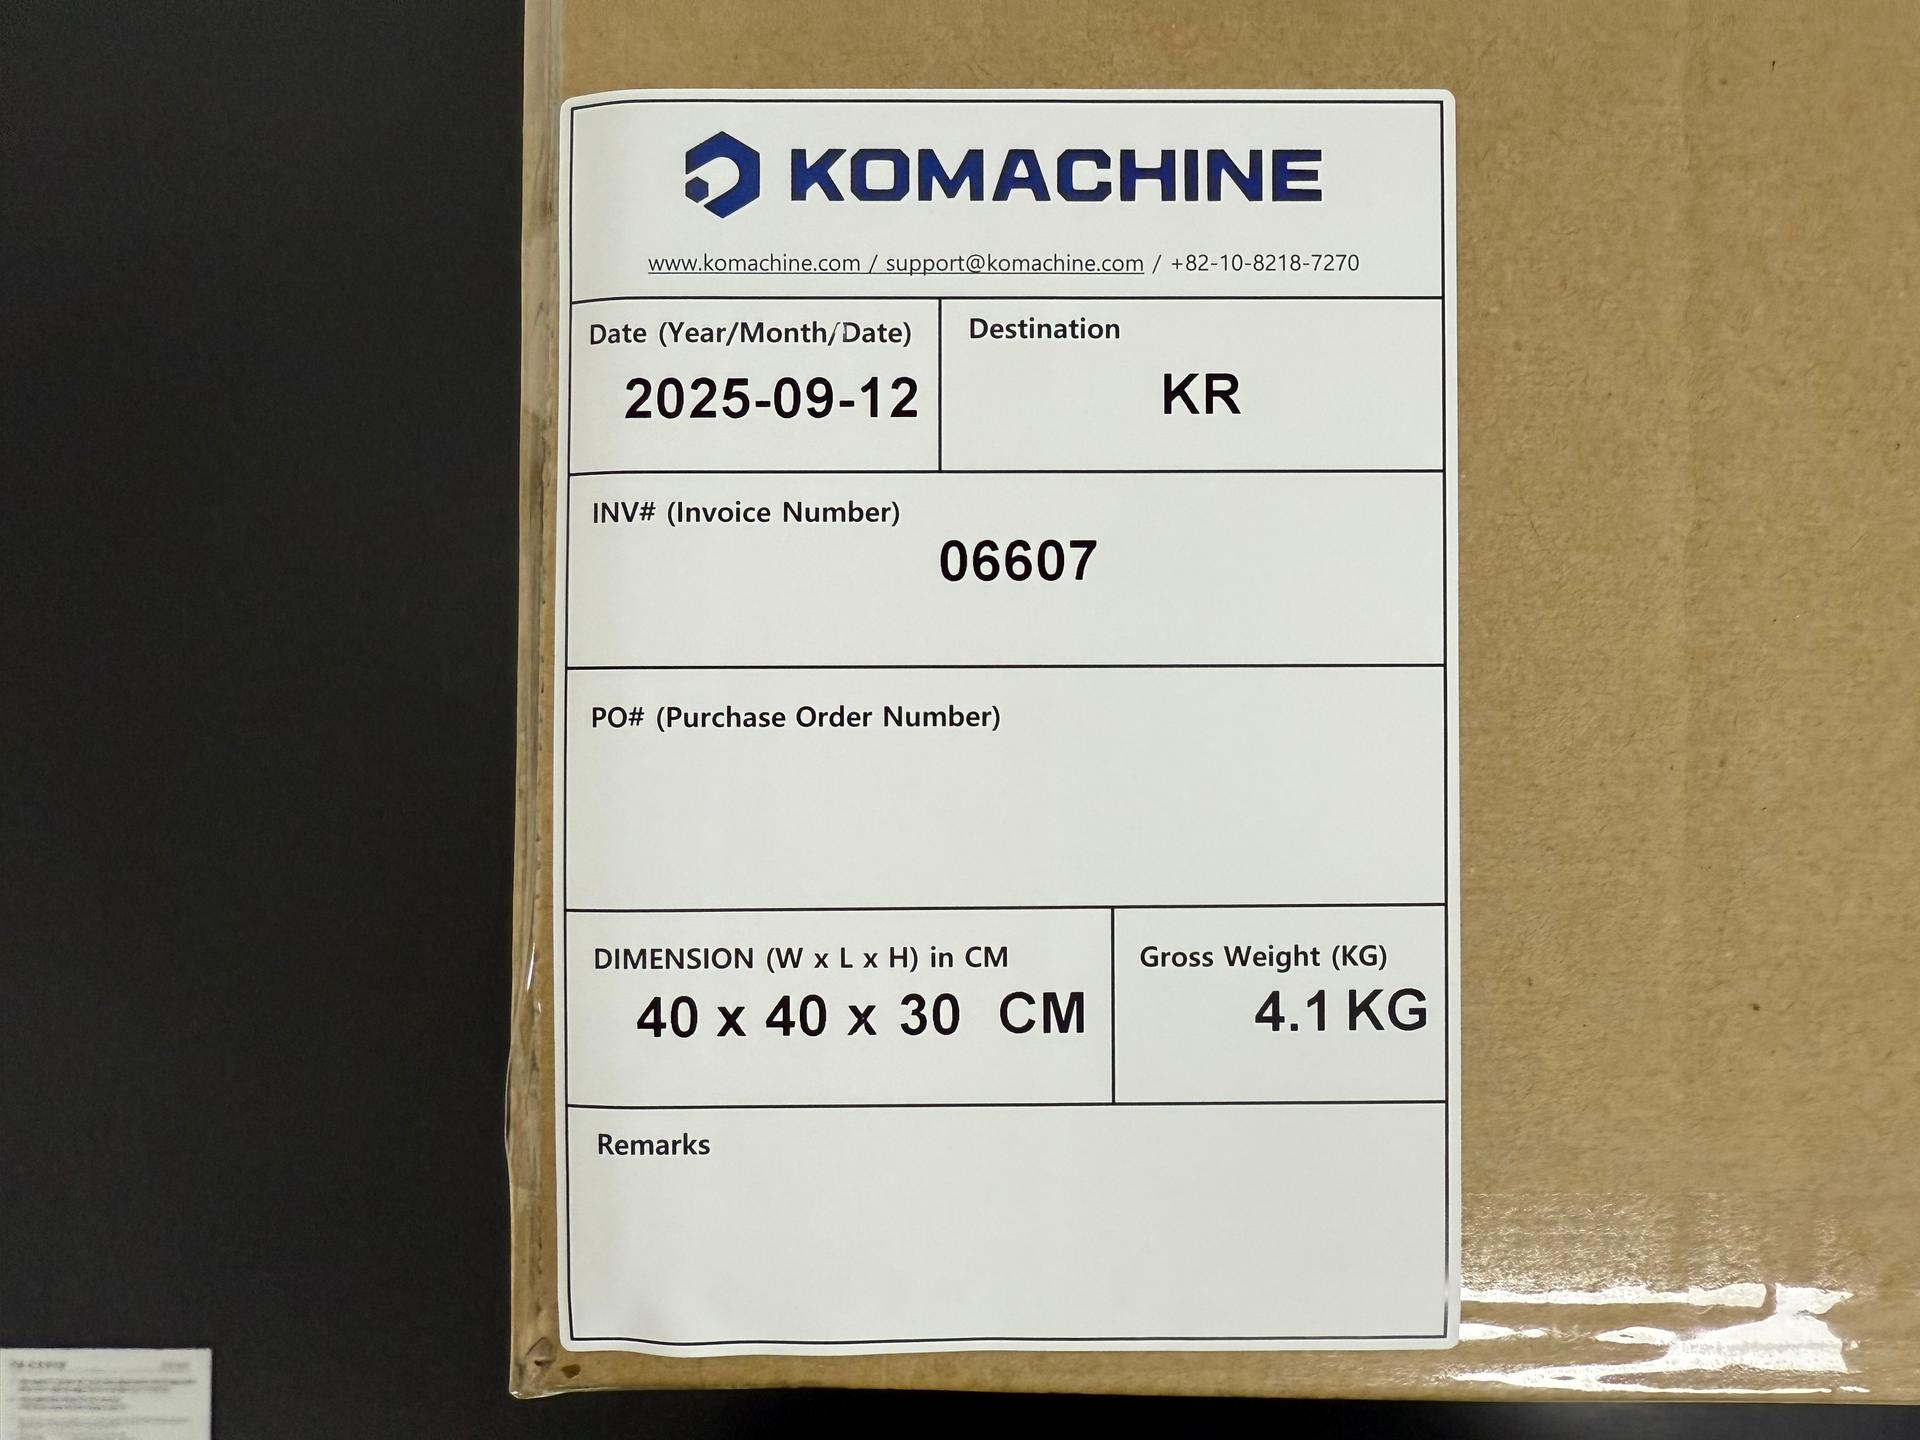 KOMACHINE
www.komachine.com / support@komachine.com / +82-10-8218-7270
Date (Year/Month/Date)
2025-09-12
Destination
KR
INV# (Invoice Number)
06607
PO# (Purchase Order Number)
DIMENSION (W x L x H) in CM
40 x 40 x 30 CM
Gross Weight (KG)
4.1 KG
Remarks